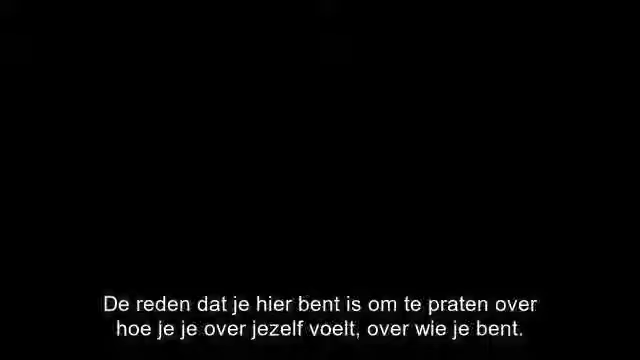 De reden dat je hier bent is om te praten over
hoe je je over jezelf voelt, over wie je bent.